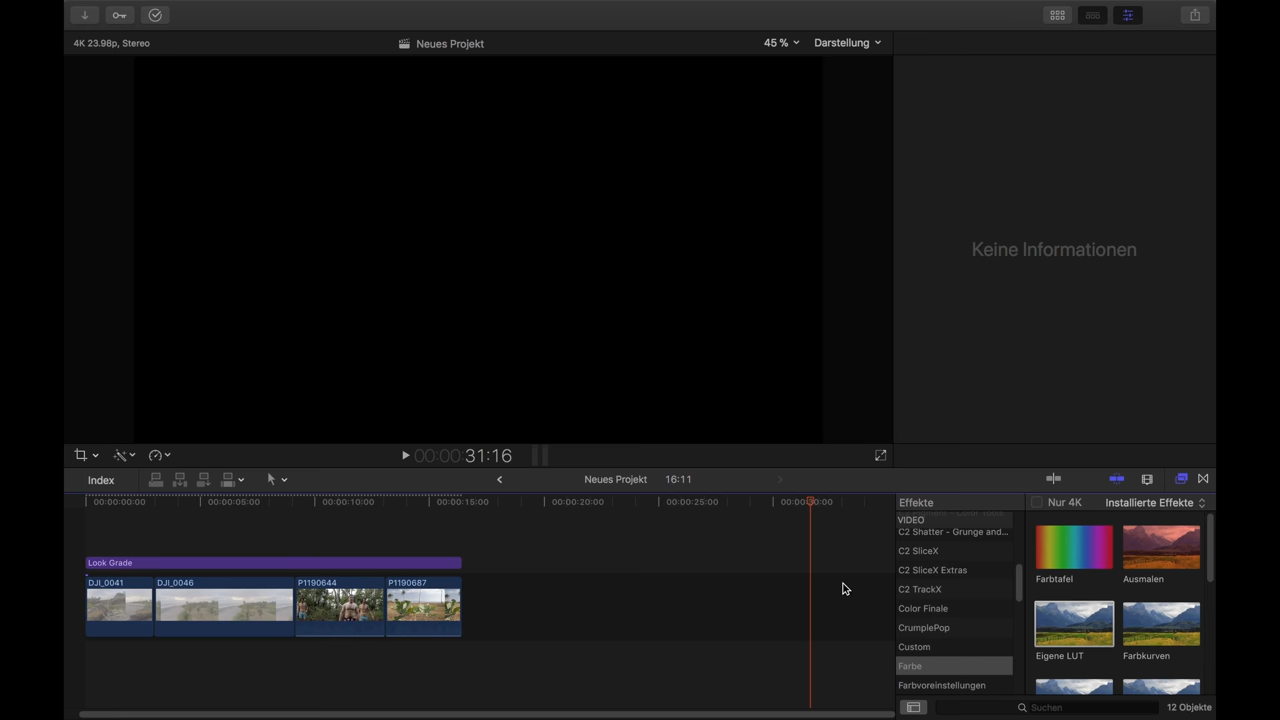 4K 23.98p, Stereo
Neues Projekt
45 %
Darstellung
Keine Informationen
00:00:31:16
Index
Neues Projekt
16:11
00:00:00:00
00:00:05:00
00:00:10:00
00:00:15:00
00:00:20:00
00:00:25:00
00:00:30:00
Effekte
Nur 4K
Installierte Effekte
VIDEO
C2 Shatter - Grunge and...
C2 SliceX
C2 SliceX Extras
C2 TrackX
Color Finale
CrumplePop
Custom
Farbe
Farbvoreinstellungen
Farbtafel
Ausmalen
Eigene LUT
Farbkurven
Look Grade
DJI_0041
DJI_0046
P1190644
P1190687
Suchen
12 Objekte